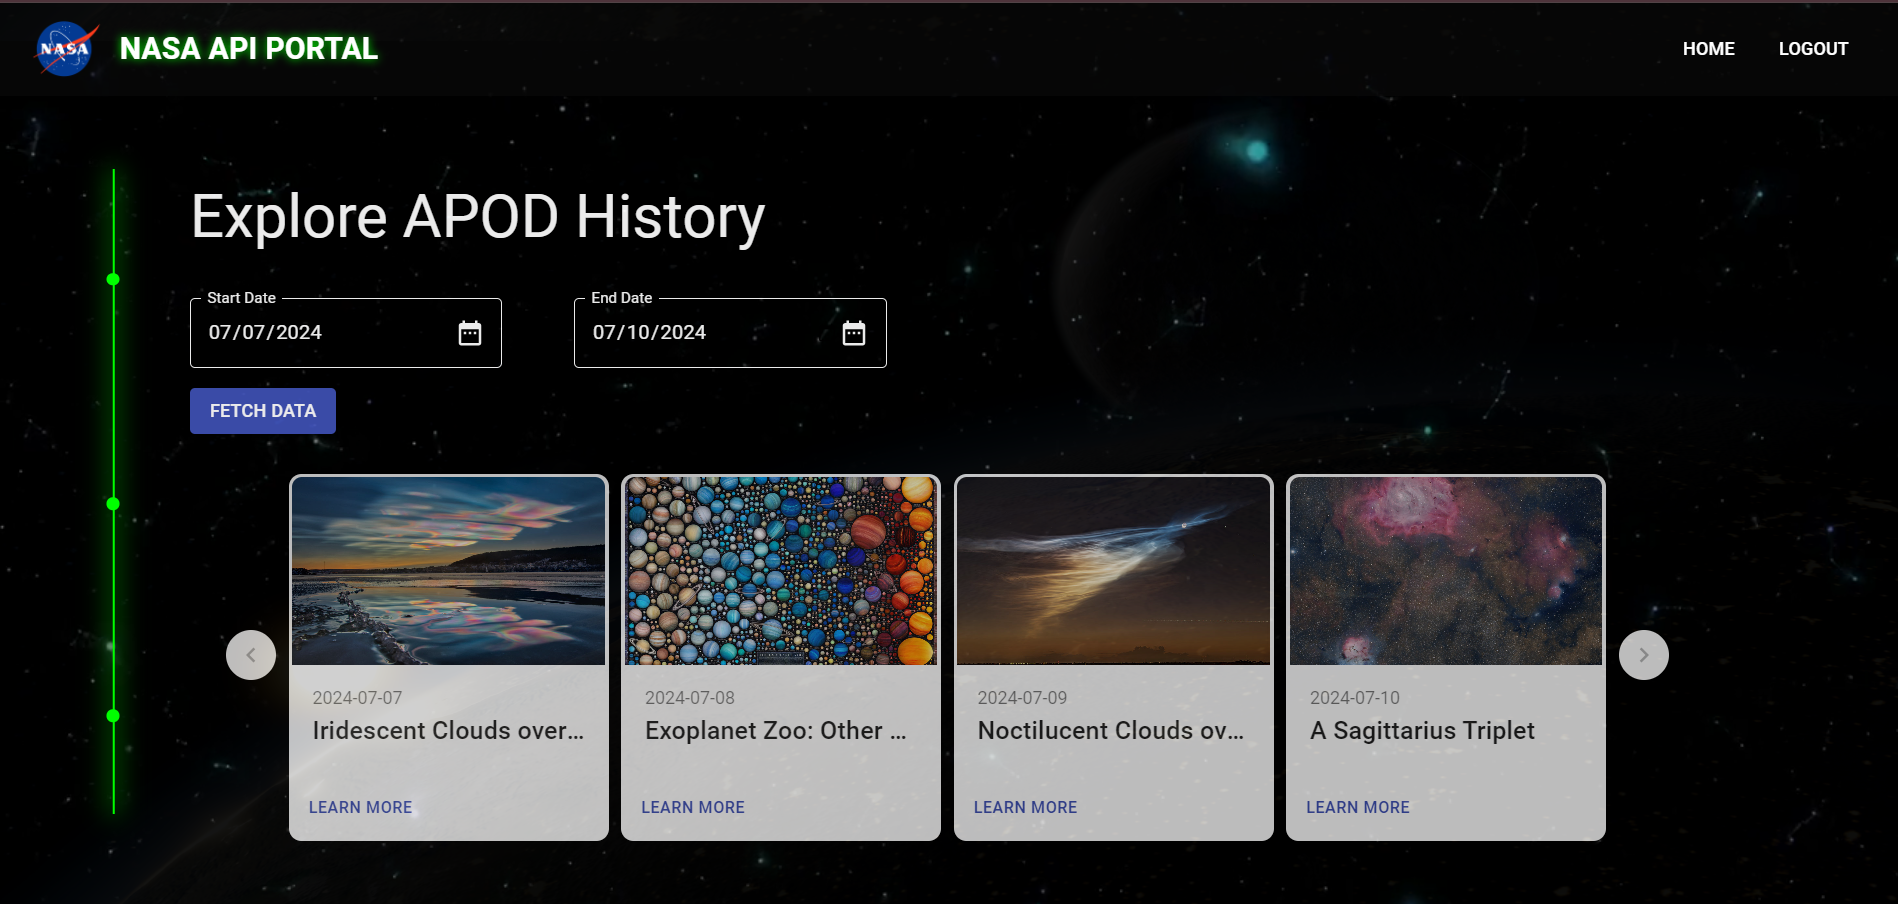 NASA
NASA API PORTAL
HOME
LOGOUT
Explore APOD History
Start Date
07/07/2024
End Date
07/10/2024
FETCH DATA
2024-07-07
Iridescent Clouds over...
LEARN MORE
2024-07-08
Exoplanet Zoo: Other ...
LEARN MORE
2024-07-09
Noctilucent Clouds ov...
LEARN MORE
2024-07-10
A Sagittarius Triplet
LEARN MORE